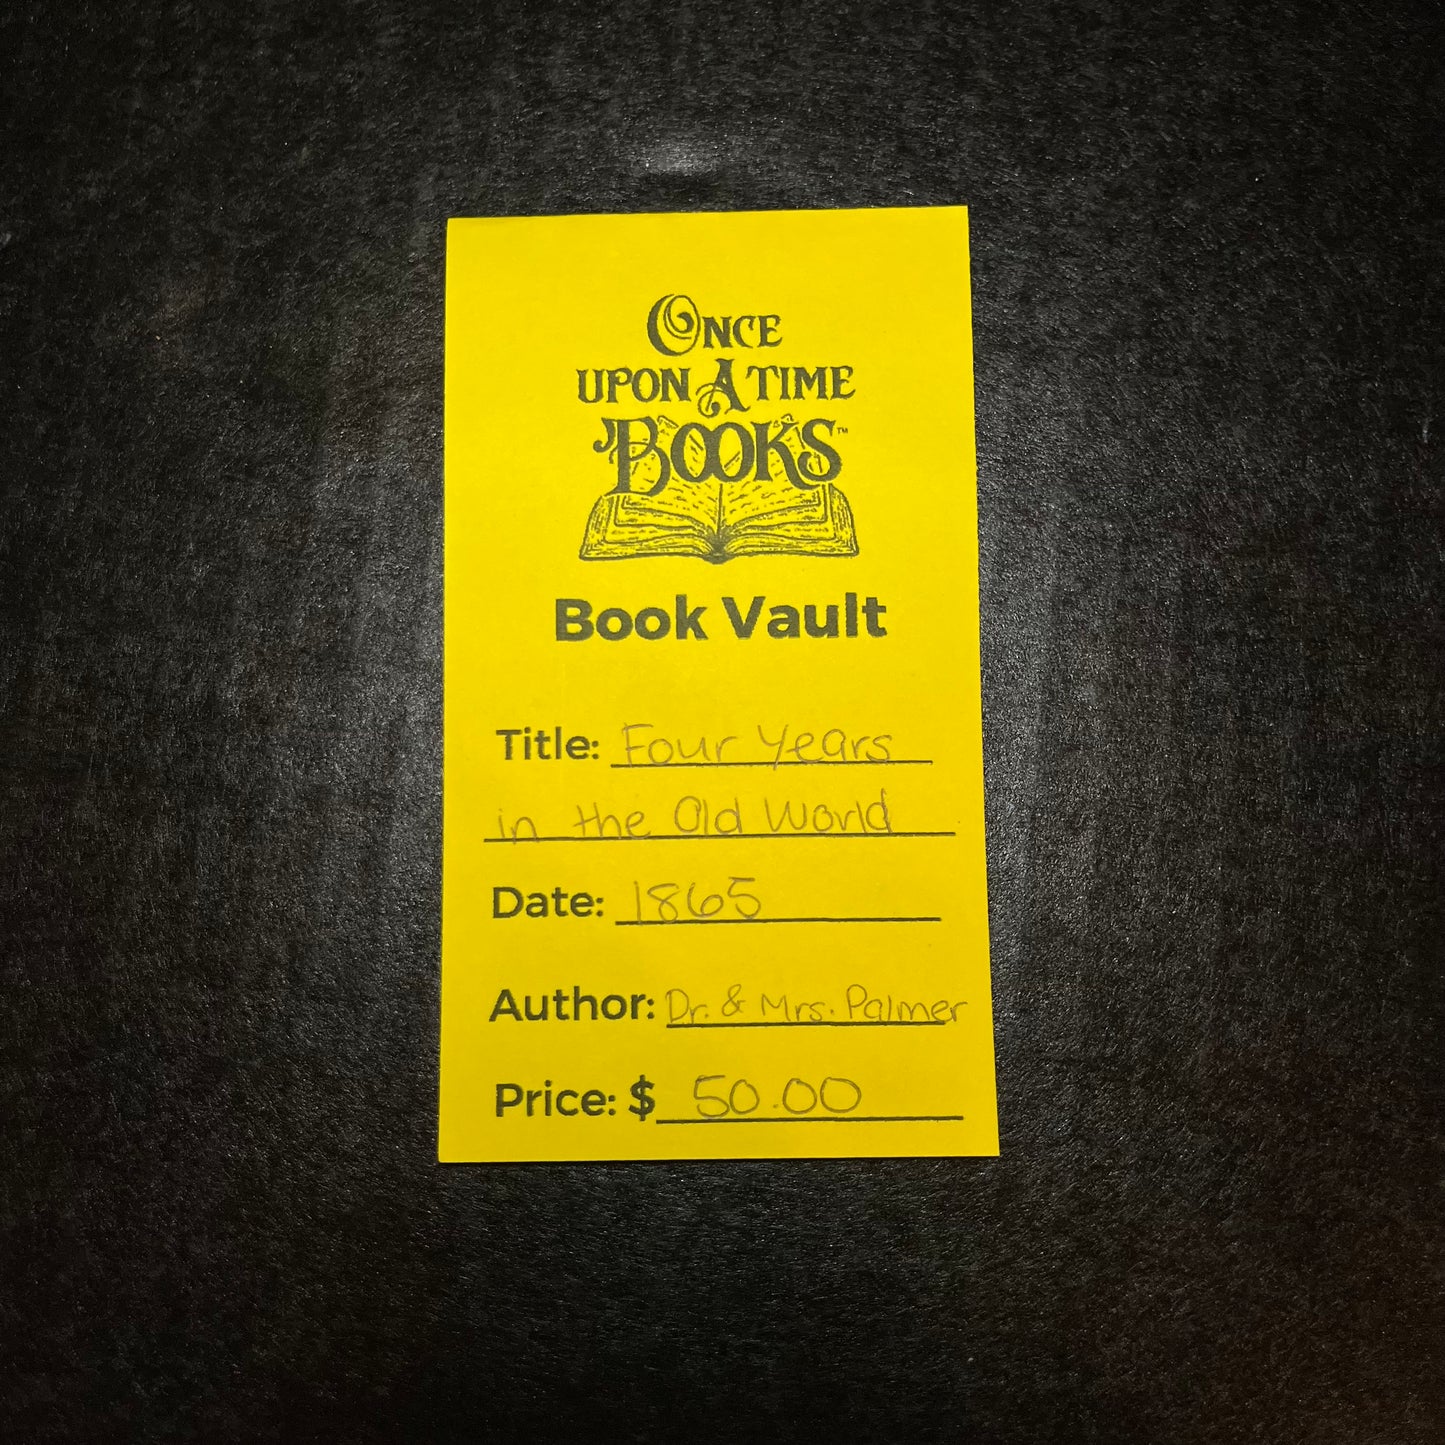 ONCE
UPON A TIME
BOOKS™
Book Vault
Title: Four Years
in the Old World
Date: 1865
Author: Dr. & Mrs. Palmer
Price: $ 50.00